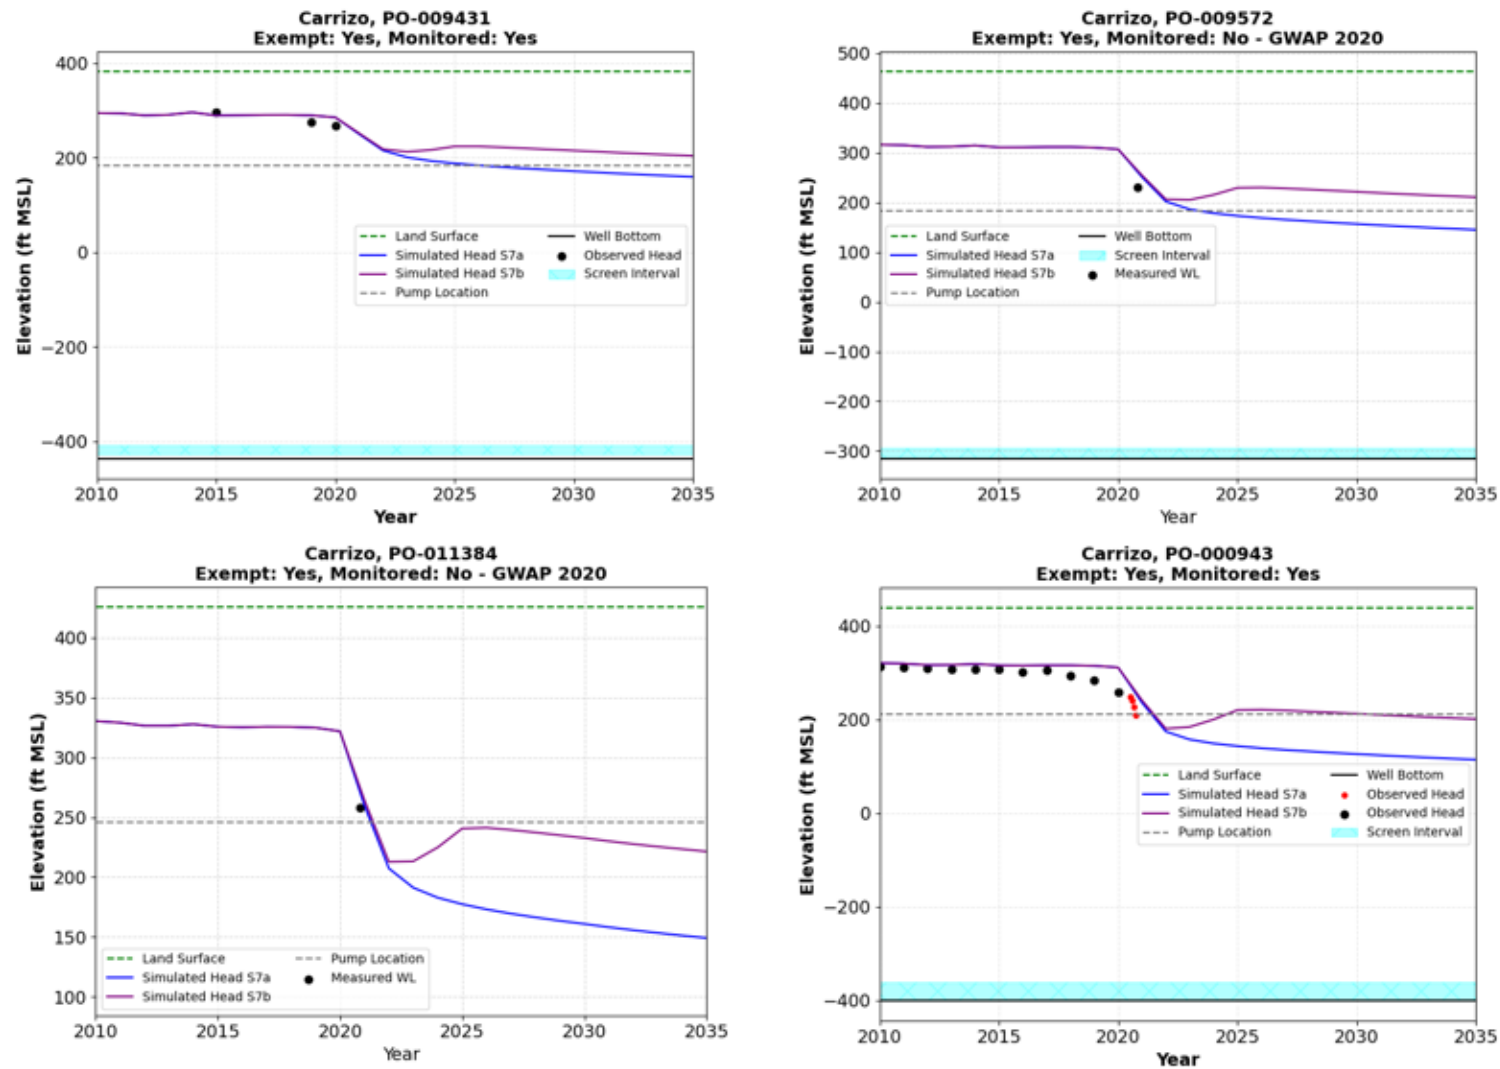 Carrizo, PO-009431
Exempt: Yes, Monitored: Yes
Elevation (ft MSL)
400
200
0
−200
−400
Land Surface
Simulated Head S7a
Simulated Head S7b
Pump Location
Well Bottom
Observed Head
Screen Interval
2010 2015 2020 2025 2030 2035
Year
Carrizo, PO-009572
Exempt: Yes, Monitored: No - GWAP 2020
Elevation (ft MSL)
500
400
300
200
100
0
−100
−200
−300
Land Surface
Simulated Head S7a
Simulated Head S7b
Pump Location
Well Bottom
Screen Interval
Measured WL
2010 2015 2020 2025 2030 2035
Year
Carrizo, PO-011384
Exempt: Yes, Monitored: No - GWAP 2020
Elevation (ft MSL)
400
350
300
250
200
150
100
Land Surface
Simulated Head S7a
Simulated Head S7b
Pump Location
Measured WL
2010 2015 2020 2025 2030 2035
Year
Carrizo, PO-000943
Exempt: Yes, Monitored: Yes
Elevation (ft MSL)
400
200
0
−200
−400
Land Surface
Simulated Head S7a
Simulated Head S7b
Pump Location
Well Bottom
Observed Head
Observed Head
Screen Interval
2010 2015 2020 2025 2030 2035
Year